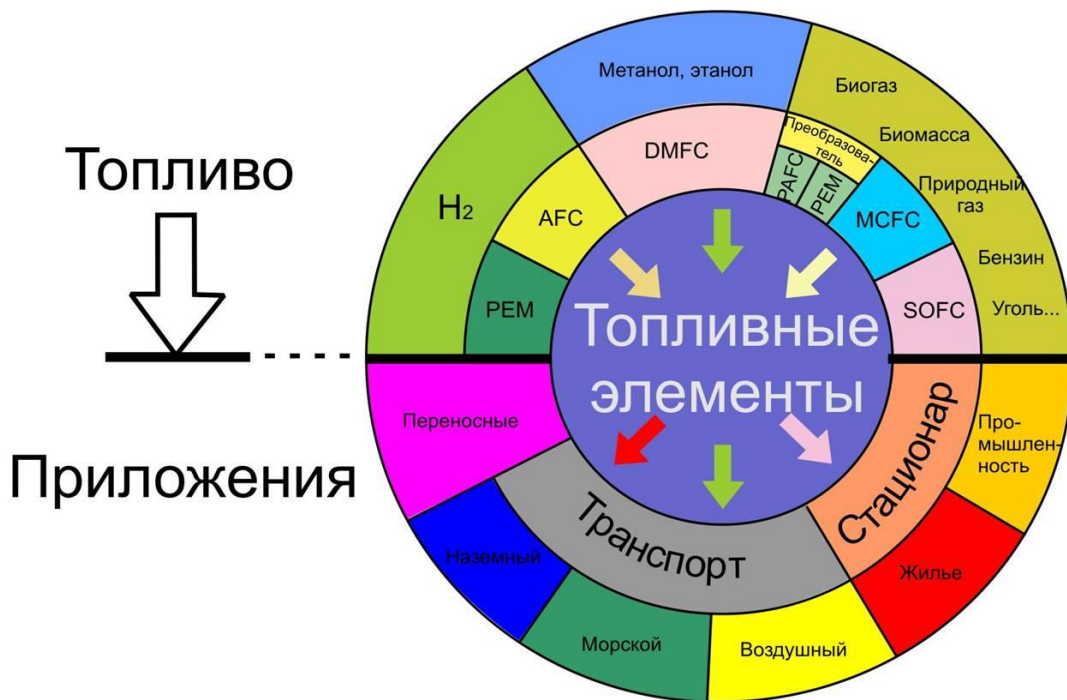 Топливо
Приложения
Метанол, этанол
H₂
AFC
PEM
DMFC
Преобразова-
тель
PAFC
PEM
MCFC
SOFC
Биогаз
Биомасса
Природный
газ
Бензин
Уголь...
Топливные
элементы
Переносные
Транспорт
Наземный
Морской
Воздушный
Стационар
Про-
мышлен-
ность
Жилье